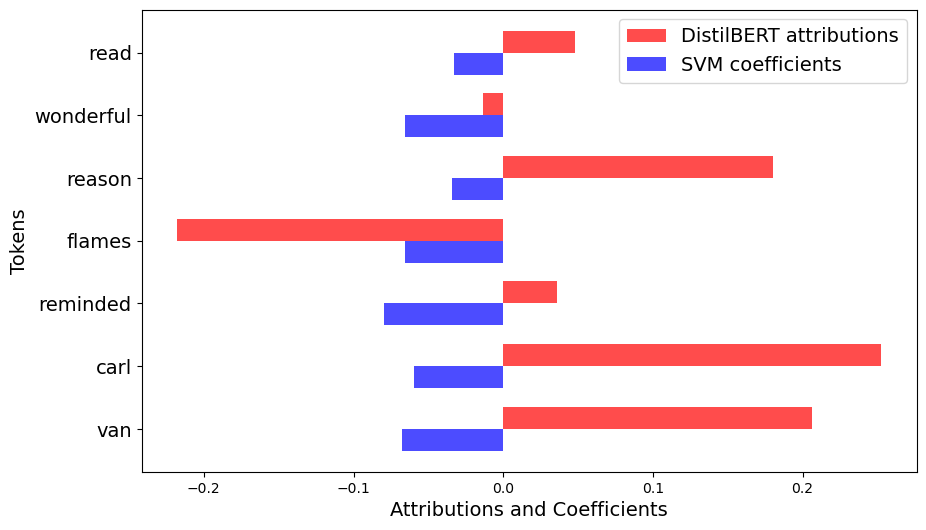 DistilBERT attributions
SVM coefficients
read
wonderful
reason
flames
reminded
carl
van
Tokens
−0.2 −0.1 0.0 0.1 0.2
Attributions and Coefficients